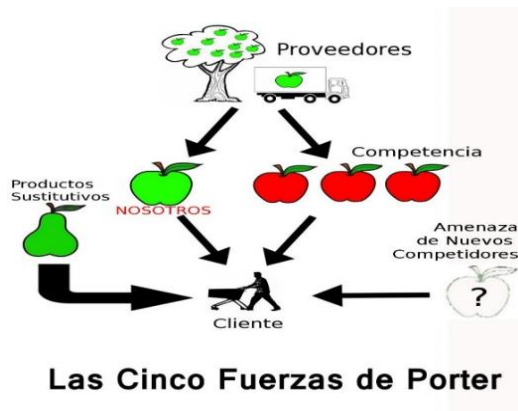 Proveedores
Competencia
Productos
Sustitutivos
NOSOTROS
Amenaza
de Nuevos
Competidores
?
Cliente
Las Cinco Fuerzas de Porter